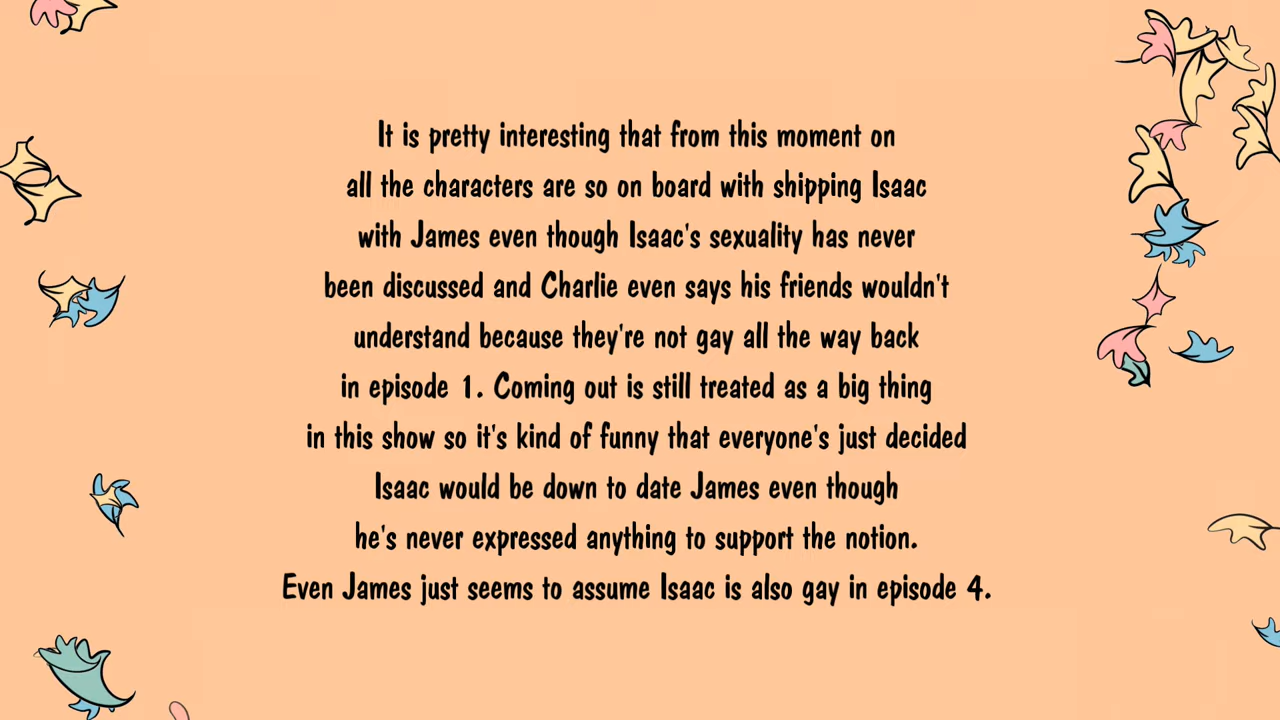 It is pretty interesting that from this moment on
all the characters are so on board with shipping Isaac
with James even though Isaac's sexuality has never
been discussed and Charlie even says his friends wouldn't
understand because they're not gay all the way back
in episode 1. Coming out is still treated as a big thing
in this show so it's kind of funny that everyone's just decided
Isaac would be down to date James even though
he's never expressed anything to support the notion.
Even James just seems to assume Isaac is also gay in episode 4.